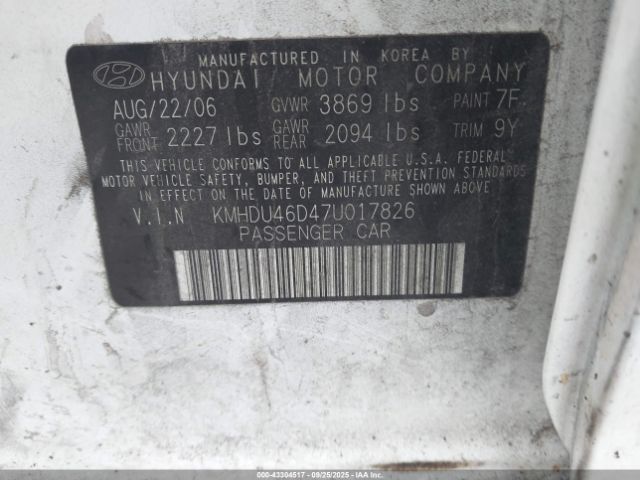 MANUFACTURED IN KOREA BY
HYUNDAI MOTOR COMPANY
AUG/22/06 GVWR 3869 lbs PAINT 7F
GAWR FRONT 2227 lbs GAWR REAR 2094 lbs TRIM 9Y
THIS VEHICLE CONFORMS TO ALL APPLICABLE U.S.A. FEDERAL
MOTOR VEHICLE SAFETY, BUMPER, AND THEFT PREVENTION STANDARDS
IN EFFECT ON THE DATE OF MANUFACTURE SHOWN ABOVE
V.I.N KMHDU46D47U017826
PASSENGER CAR
000-43304517 - 09/25/2025 - IAAI.com